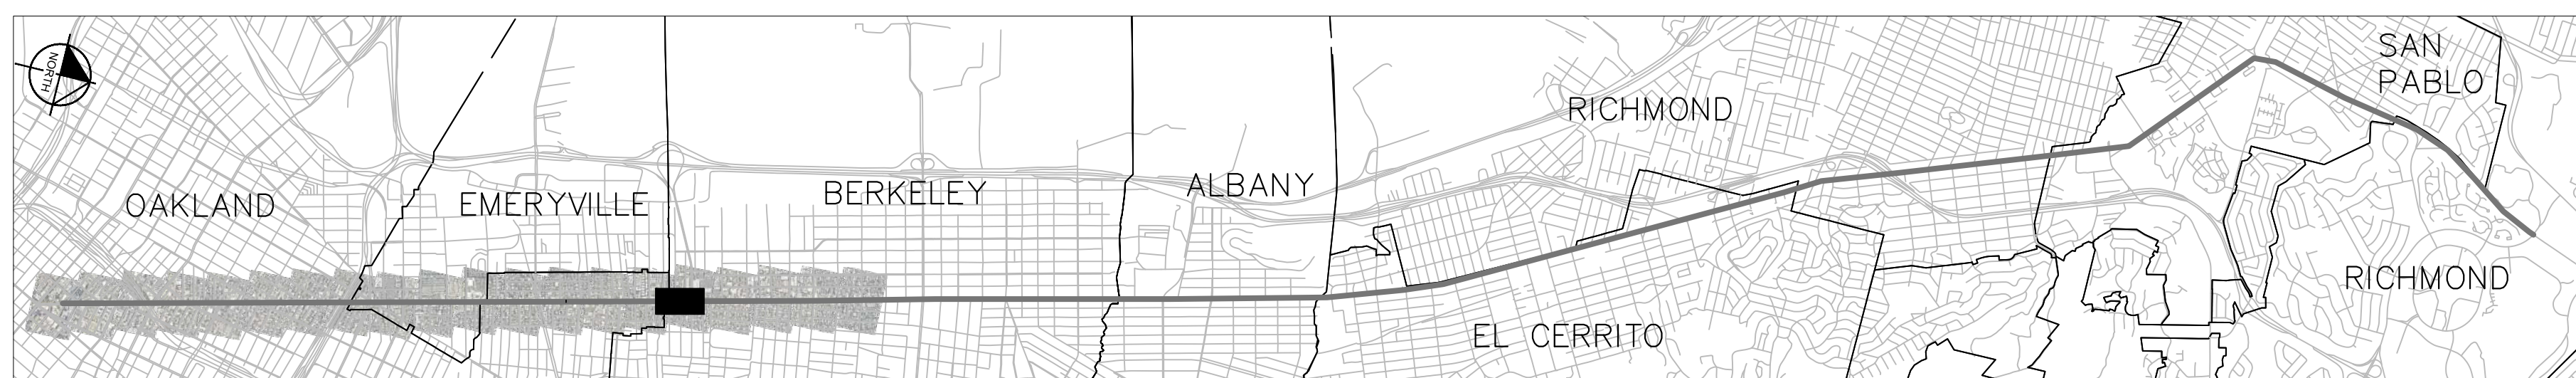 NORTH
OAKLAND
EMERYVILLE
BERKELEY
ALBANY
RICHMOND
EL CERRITO
SAN
PABLO
RICHMOND